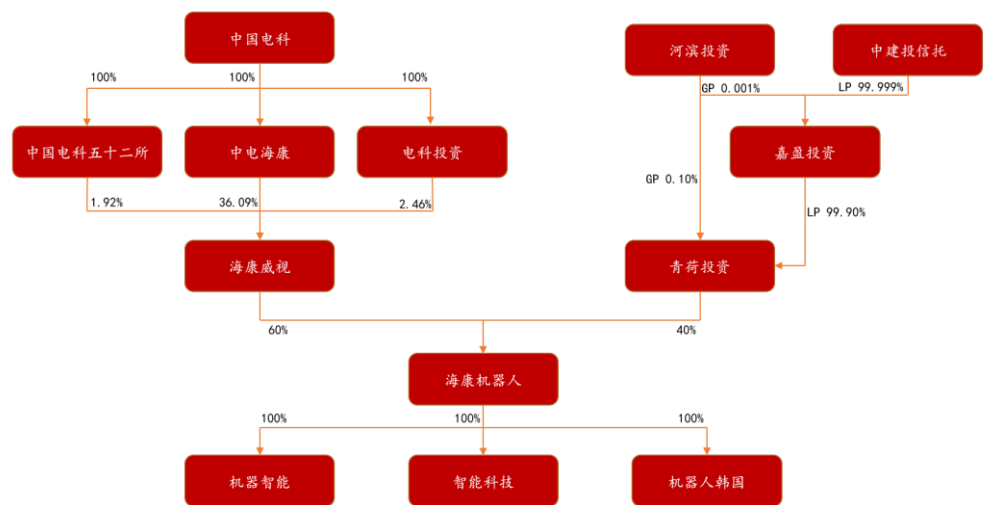 中国电科
河滨投资
中建投信托
100%
100%
100%
GP 0.001%
LP 99.999%
中国电科五十二所
中电海康
电科投资
嘉盈投资
GP 0.10%
1.92%
36.09%
2.46%
LP 99.90%
海康威视
青荷投资
60%
40%
海康机器人
100%
100%
100%
机器智能
智能科技
机器人韩国